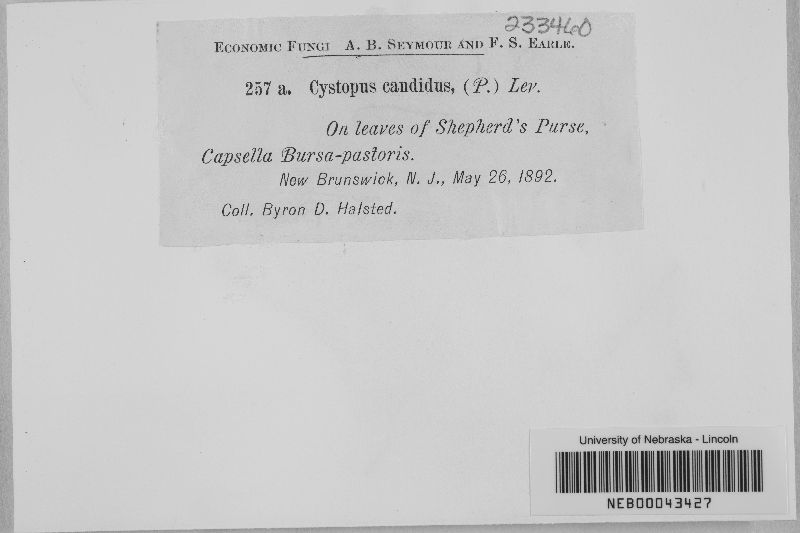 233460
Economic Fungi A. B. Seymour and F. S. Earle.
257 a. Cystopus candidus, (P.) Lev.
On leaves of Shepherd's Purse,
Capsella Bursa-pastoris.
New Brunswick, N. J., May 26, 1892.
Coll. Byron D. Halsted.
University of Nebraska - Lincoln
NEB00043427